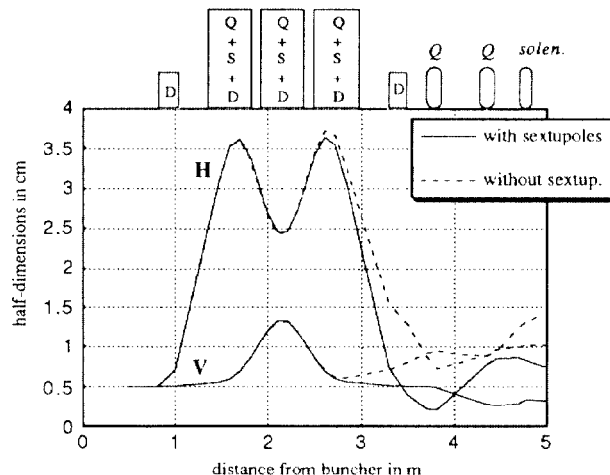 Q Q Q
+ + +
S S S
+ + +
D D D D D
Q Q solen.
4
3.5
3
2.5
2
1.5
1
0.5
0
half-dimensions in cm
H
V
with sextupoles
without sextup.
0 1 2 3 4 5
distance from buncher in m